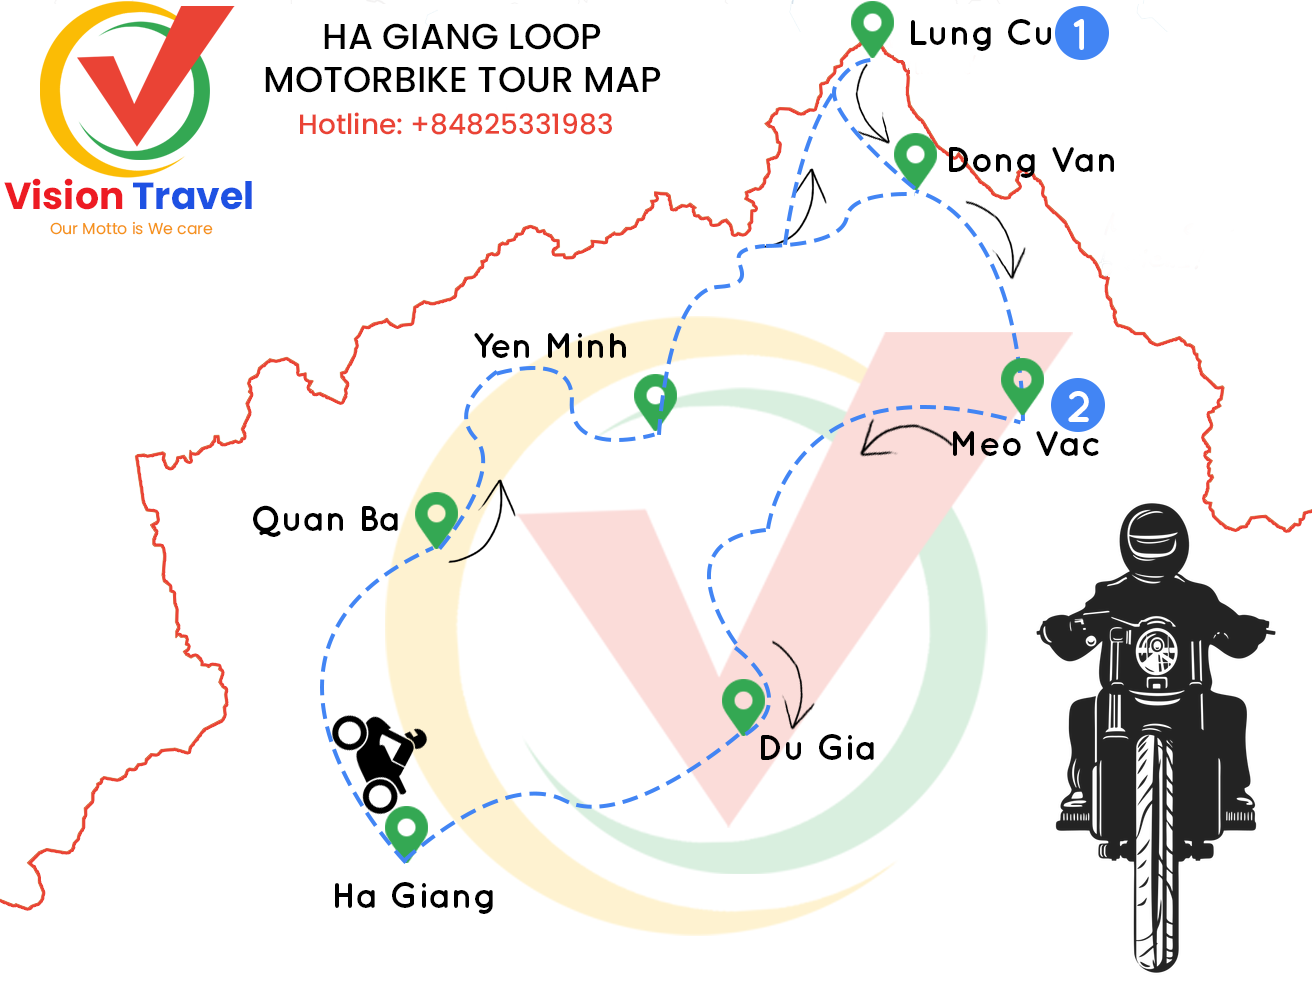 HA GIANG LOOP
MOTORBIKE TOUR MAP
Hotline: +84825331983
Vision Travel
Our Motto is We care
Lung Cu 1
Dong Van
Yen Minh
2
Meo Vac
Quan Ba
Du Gia
Ha Giang